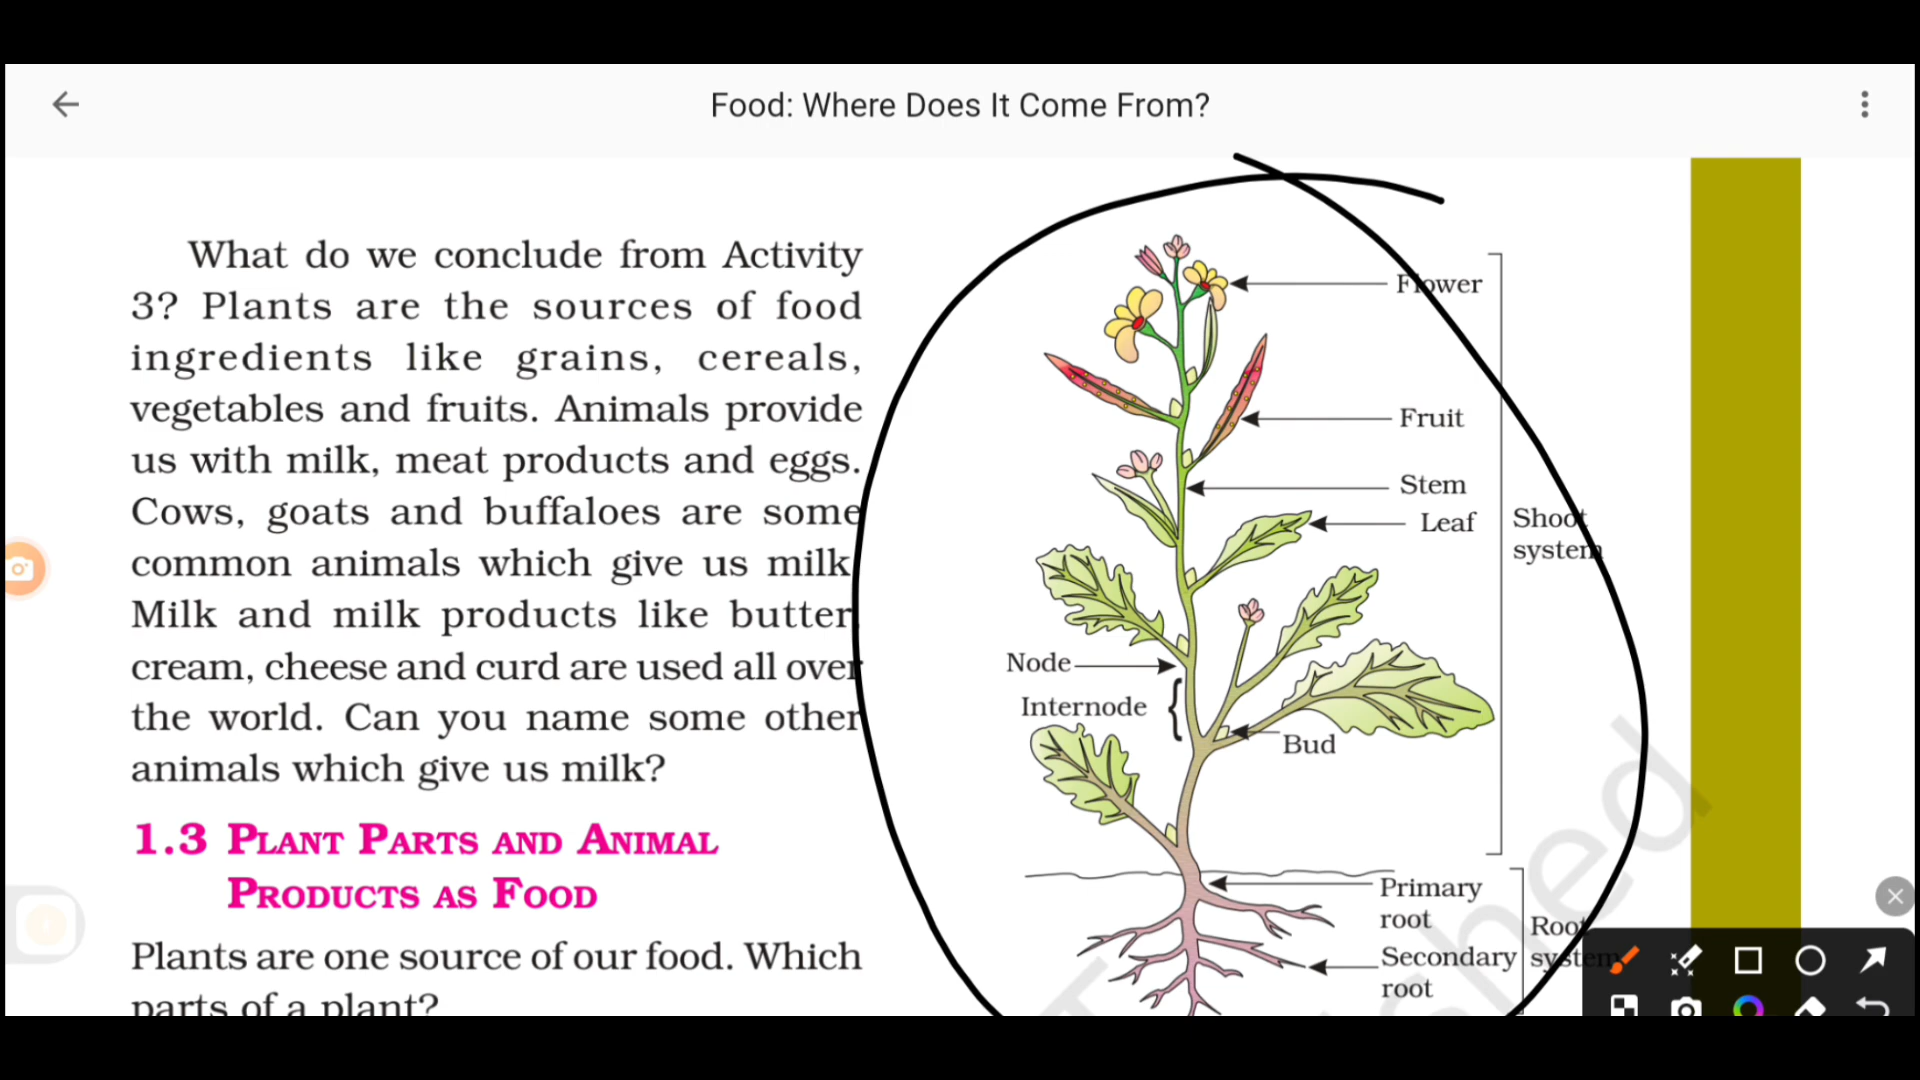 Food: Where Does It Come From?
What do we conclude from Activity
3? Plants are the sources of food
ingredients like grains, cereals,
vegetables and fruits. Animals provide
us with milk, meat products and eggs.
Cows, goats and buffaloes are some
common animals which give us milk
Milk and milk products like butter
cream, cheese and curd are used all over
the world. Can you name some other
animals which give us milk?
1.3 PLANT PARTS AND ANIMAL
PRODUCTS AS FOOD
Plants are one source of our food. Which
parts of a plant?
Flower
Fruit
Stem
Leaf
Shoot
system
Node
Internode
Bud
Primary
root
Secondary
root
Root
system